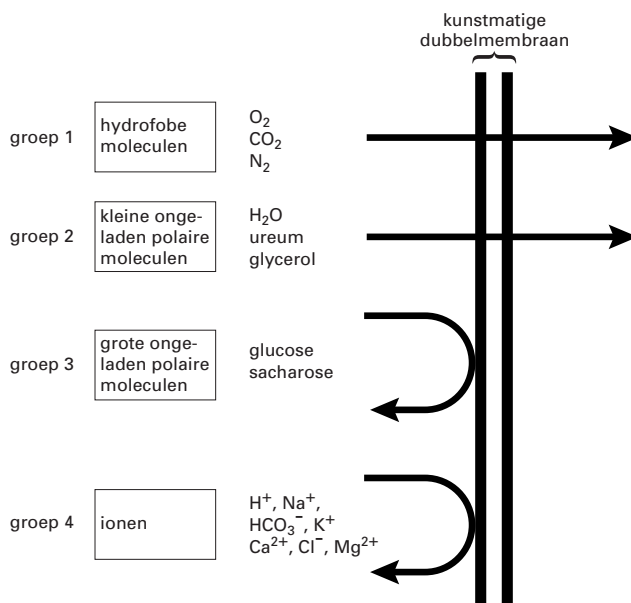 kunstmatige
dubbelmembraan
groep 1
hydrofobe
moleculen
O₂
CO₂
N₂
groep 2
kleine onge-
laden polaire
moleculen
H₂O
ureum
glycerol
groep 3
grote onge-
laden polaire
moleculen
glucose
sacharose
groep 4
ionen
H⁺, Na⁺,
HCO₃⁻, K⁺
Ca²⁺, Cl⁻, Mg²⁺